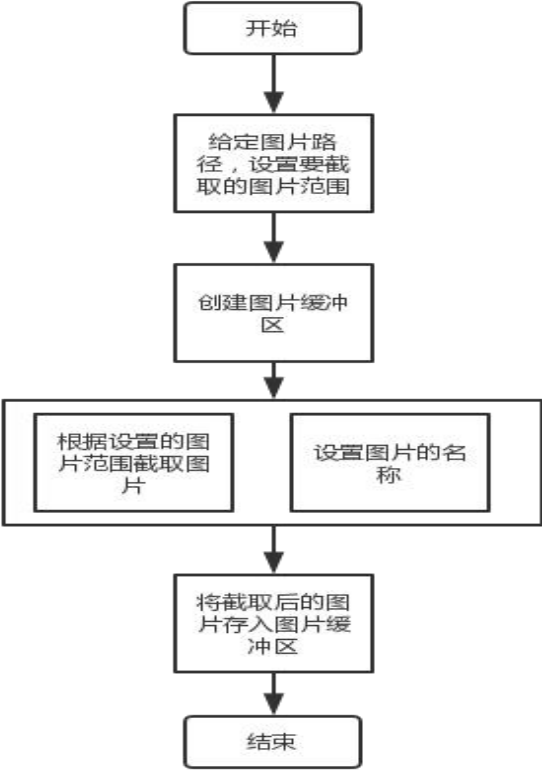 开始
给定图片路
径，设置要截
取的图片范围
创建图片缓冲
区
根据设置的图
片范围截取图
片
设置图片的名
称
将截取后的图
片存入图片缓
冲区
结束